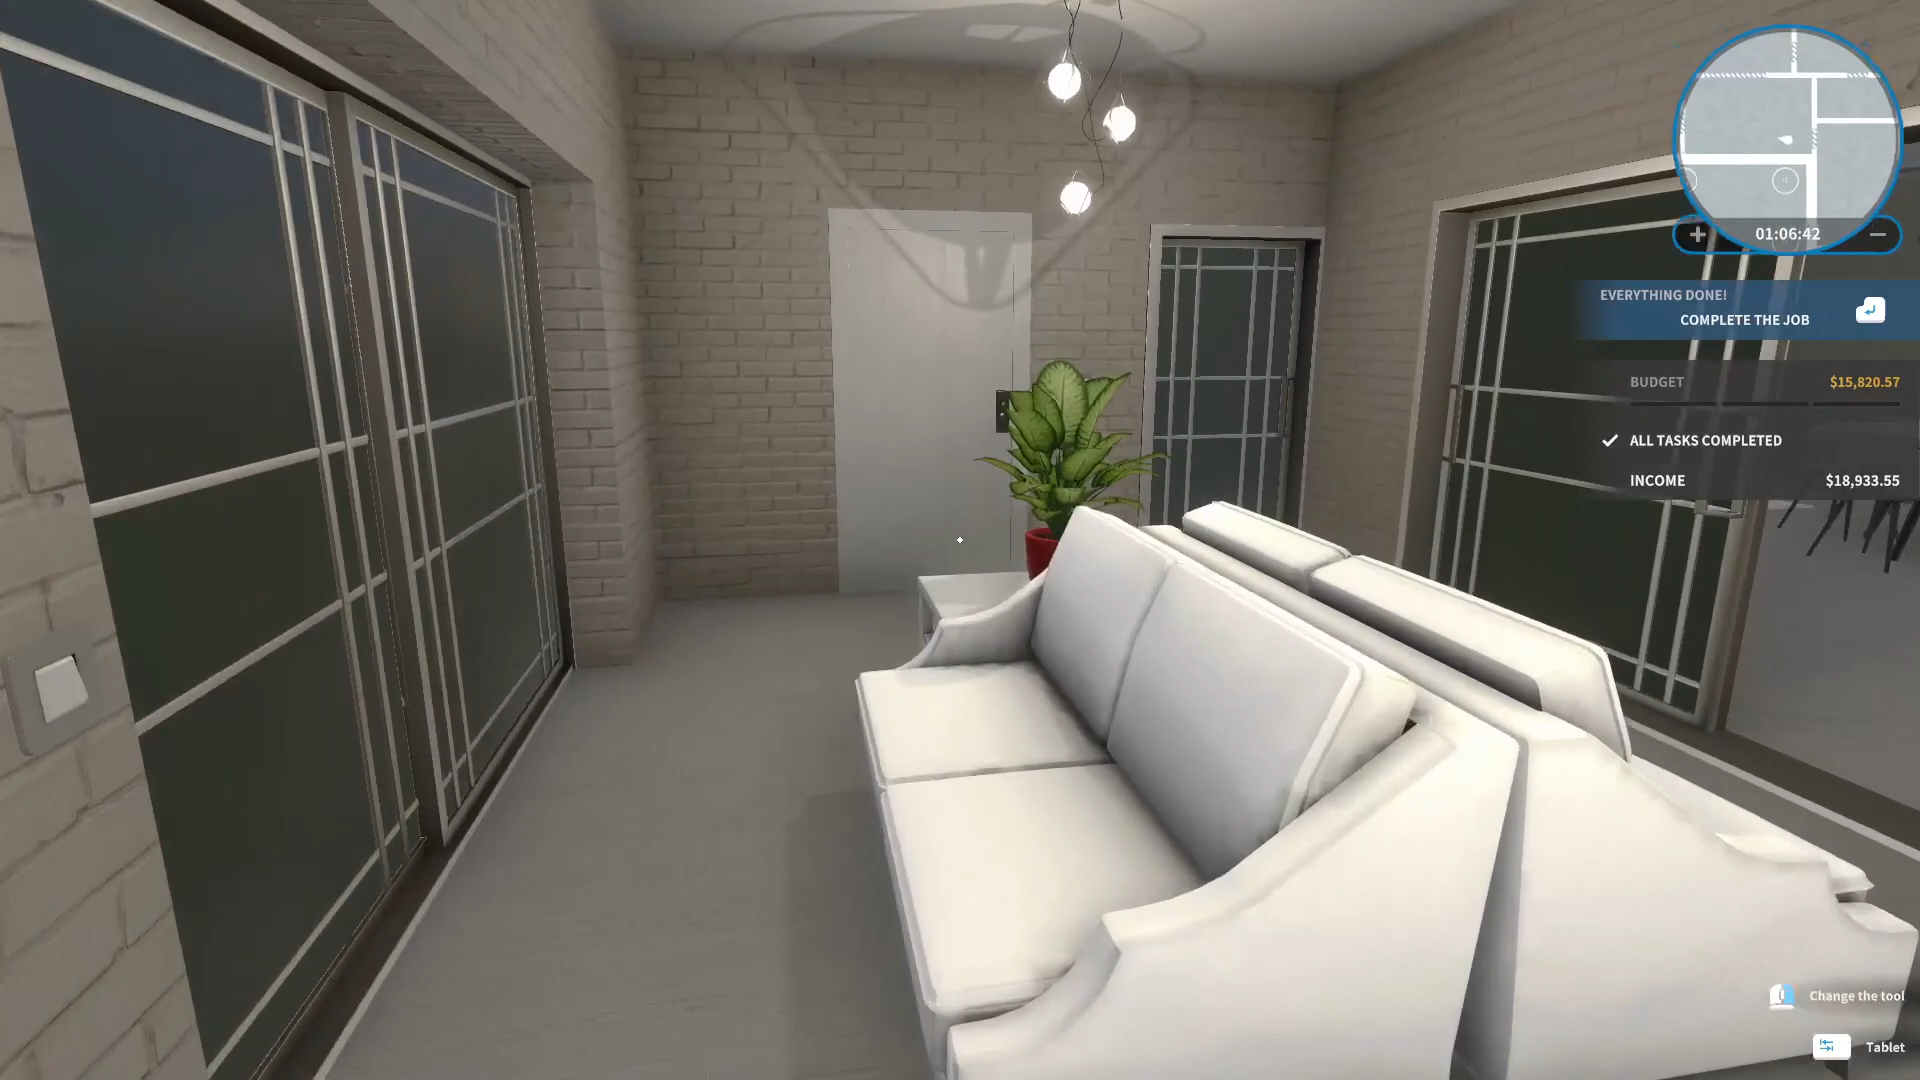 01:06:42
EVERYTHING DONE!
COMPLETE THE JOB
BUDGET $15,820.57
ALL TASKS COMPLETED
INCOME $18,933.55
Change the tool
Tablet